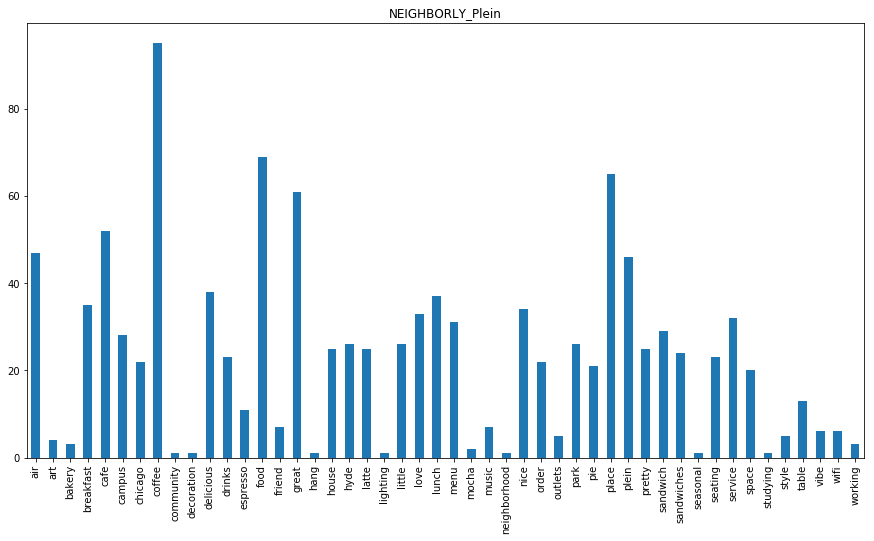 NEIGHBORLY_Plein
80
60
40
20
0
air
art
bakery
breakfast
cafe
campus
chicago
coffee
community
decoration
delicious
drinks
espresso
food
friend
great
hang
house
hyde
latte
lighting
little
love
lunch
menu
mocha
music
neighborhood
nice
order
outlets
park
pie
place
plein
pretty
sandwich
sandwiches
seasonal
seating
service
space
studying
style
table
vibe
wifi
working